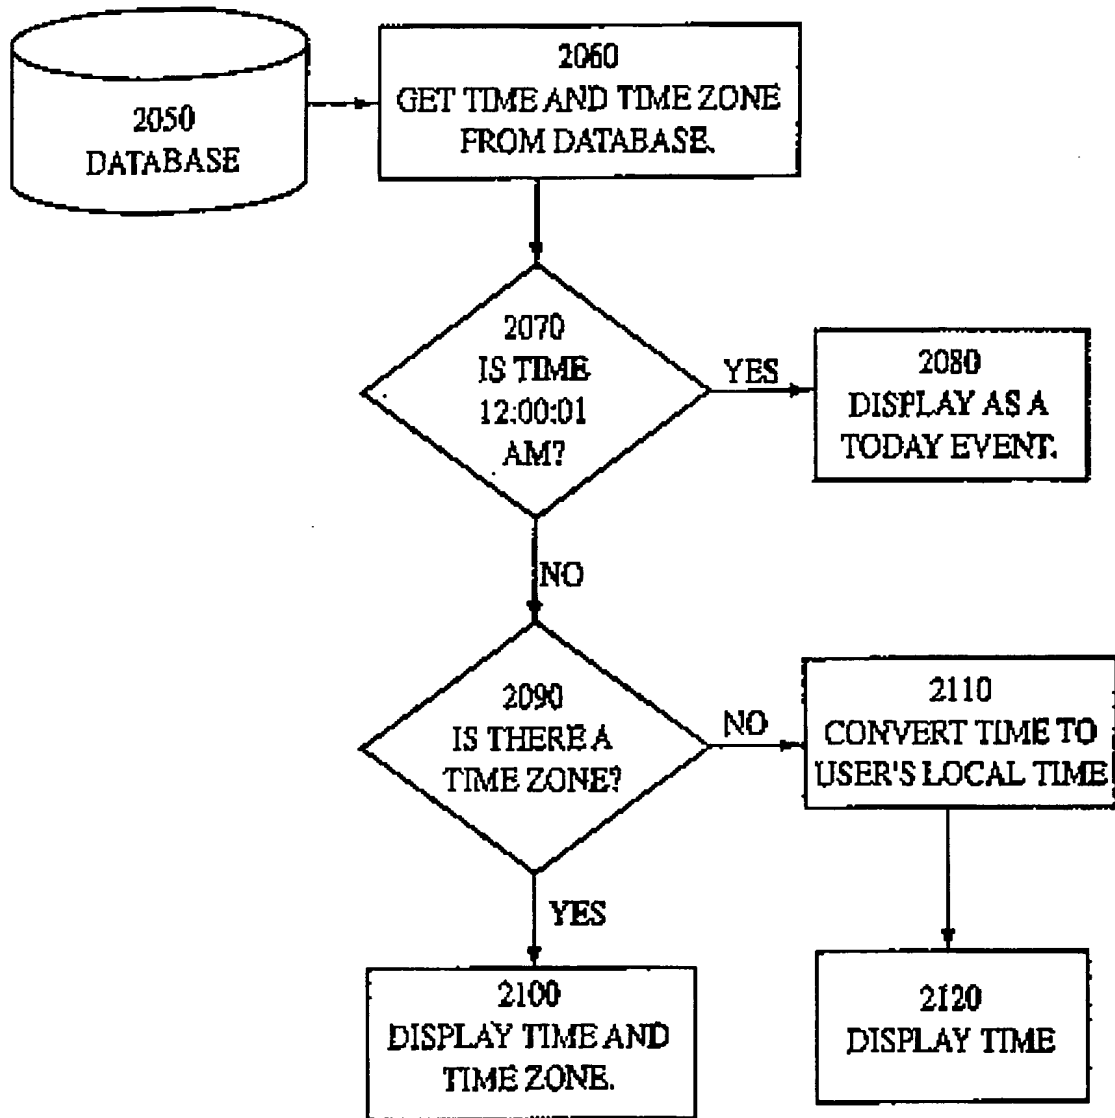 2050
DATABASE
2060
GET TIME AND TIME ZONE
FROM DATABASE.
2070
IS TIME
12:00:01
AM?
YES
2080
DISPLAY AS A
TODAY EVENT.
NO
2090
IS THERE A
TIME ZONE?
NO
2110
CONVERT TIME TO
USER'S LOCAL TIME
YES
2100
DISPLAY TIME AND
TIME ZONE.
2120
DISPLAY TIME